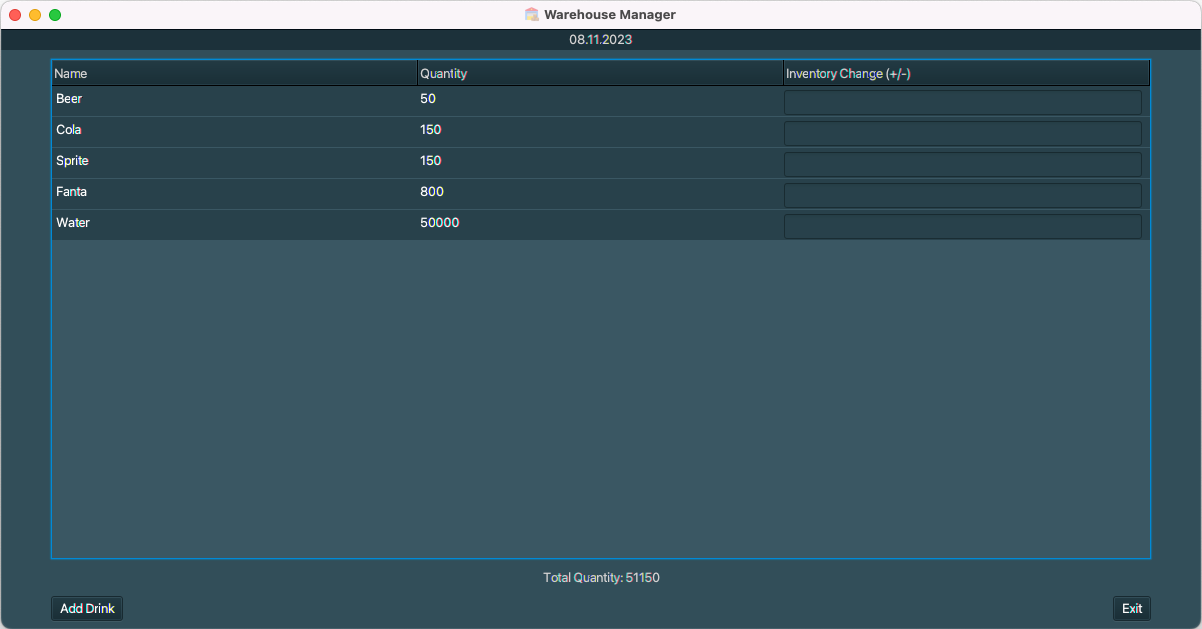 Warehouse Manager
08.11.2023
Name Quantity Inventory Change (+/-)
Beer 50
Cola 150
Sprite 150
Fanta 800
Water 50000
Total Quantity: 51150
Add Drink Exit